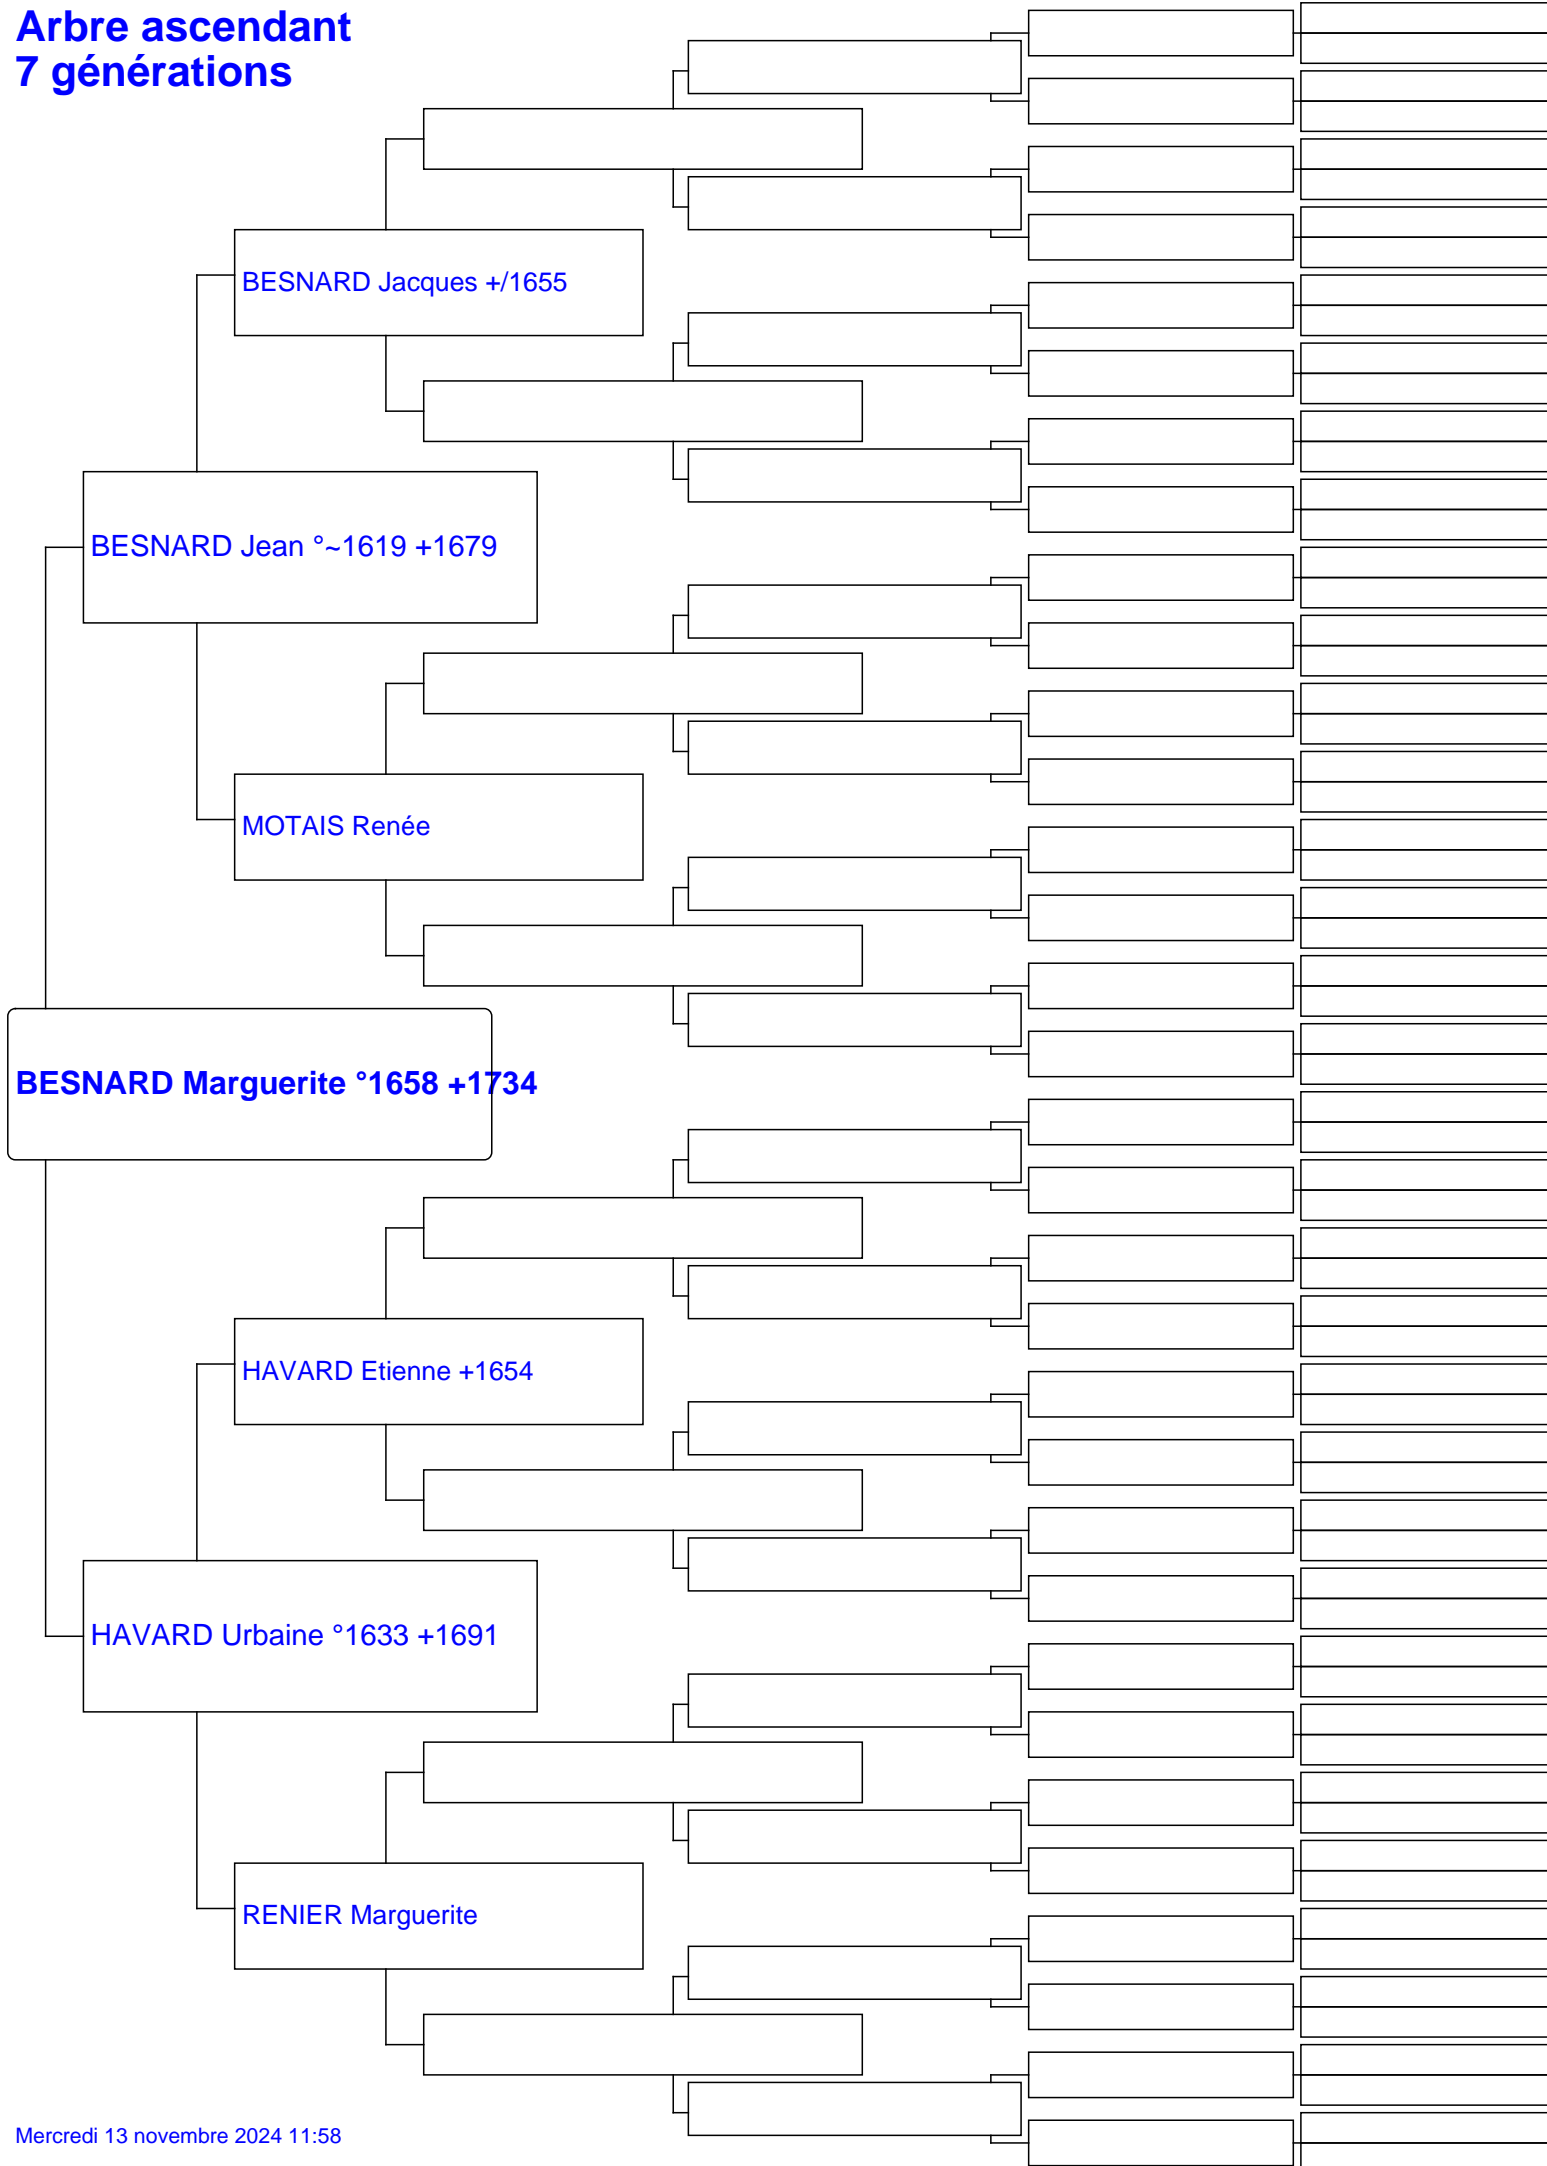 Arbre ascendant
7 générations
BESNARD Jacques +/1655
BESNARD Jean °~1619 +1679
MOTAIS Renée
BESNARD Marguerite °1658 +1734
HAVARD Etienne +1654
HAVARD Urbaine °1633 +1691
RENIER Marguerite
Mercredi 13 novembre 2024 11:58